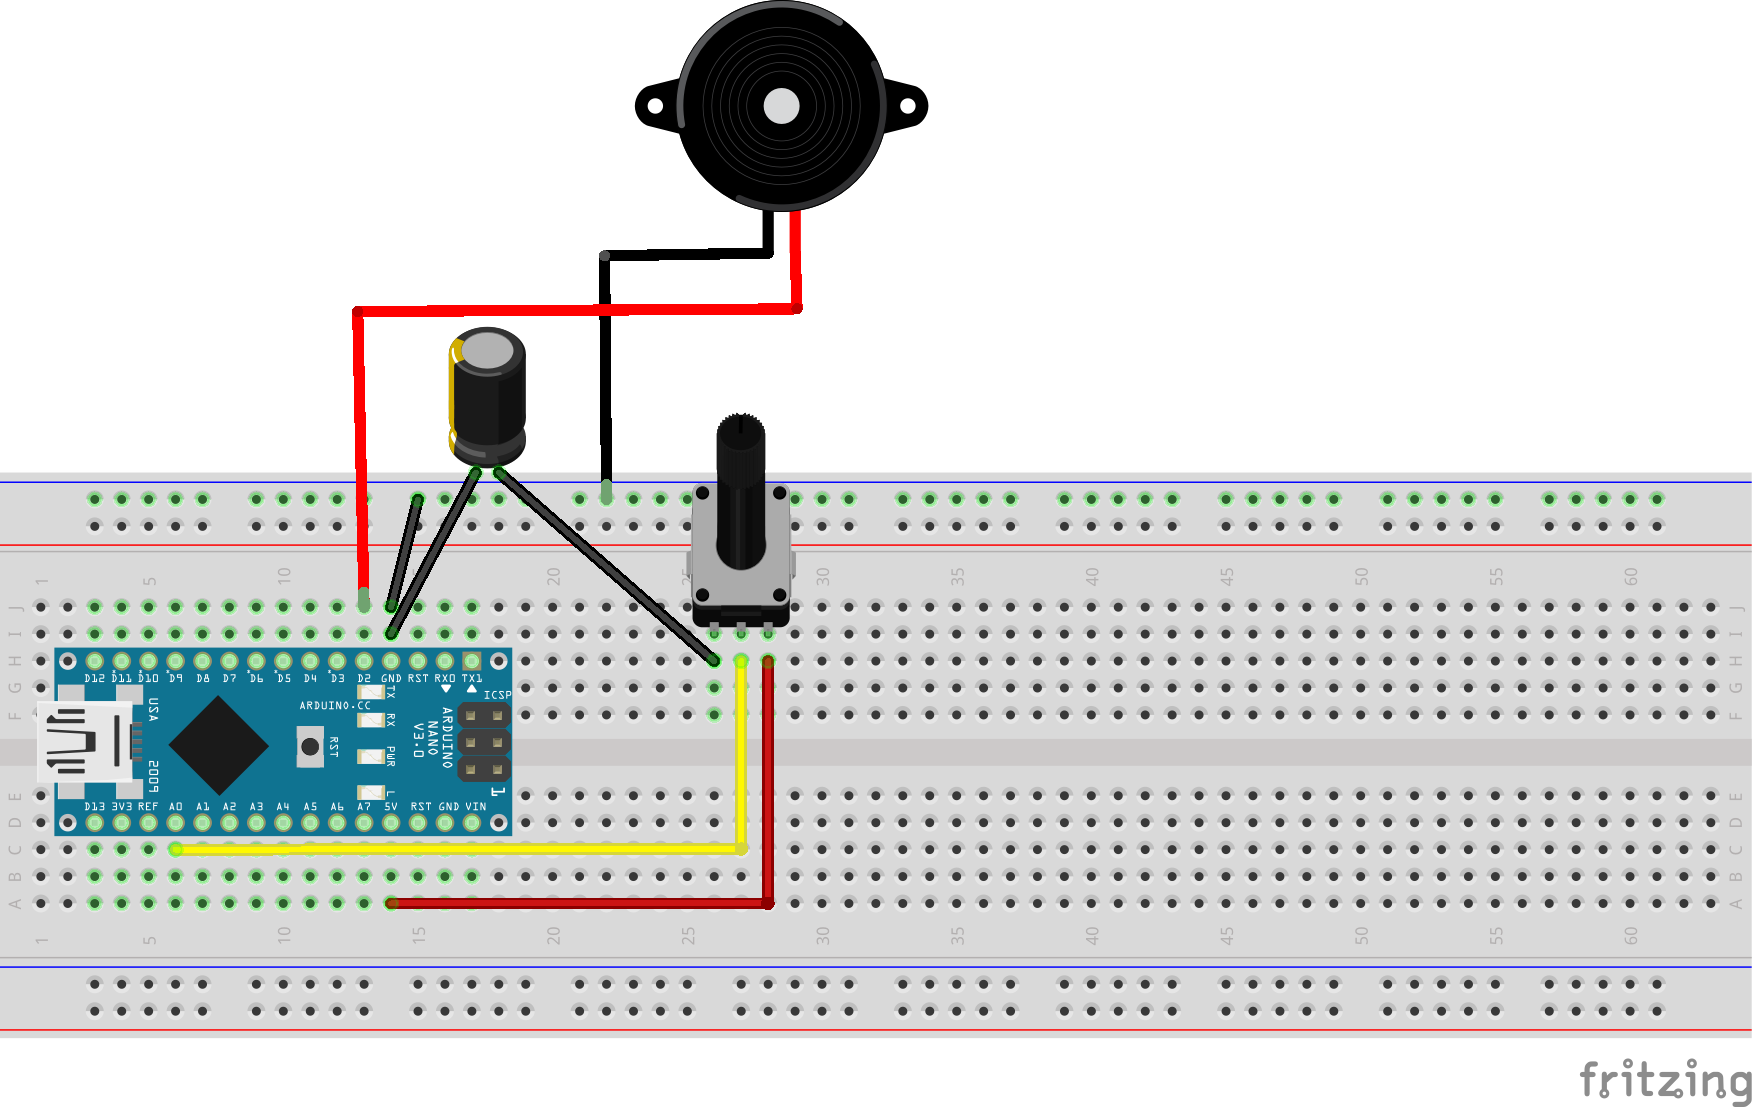 1 5 10 15 20 25 30 35 40 45 50 55 60
J J
I I
H H
D12 D11 D10 D9 D8 D7 D6 D5 D4 D3 D2 GND RST RX0 TX1
G G
F F
ICSP
1
ARDUINO.CC
USA
2009
RST
TX
RX
PWR
L
ARDUINO
NANO
V3.0
D13 3V3 REF A0 A1 A2 A3 A4 A5 A6 A7 5V RST GND VIN
E E
D D
C C
B B
A A
1 5 10 15 20 25 30 35 40 45 50 55 60
fritzing